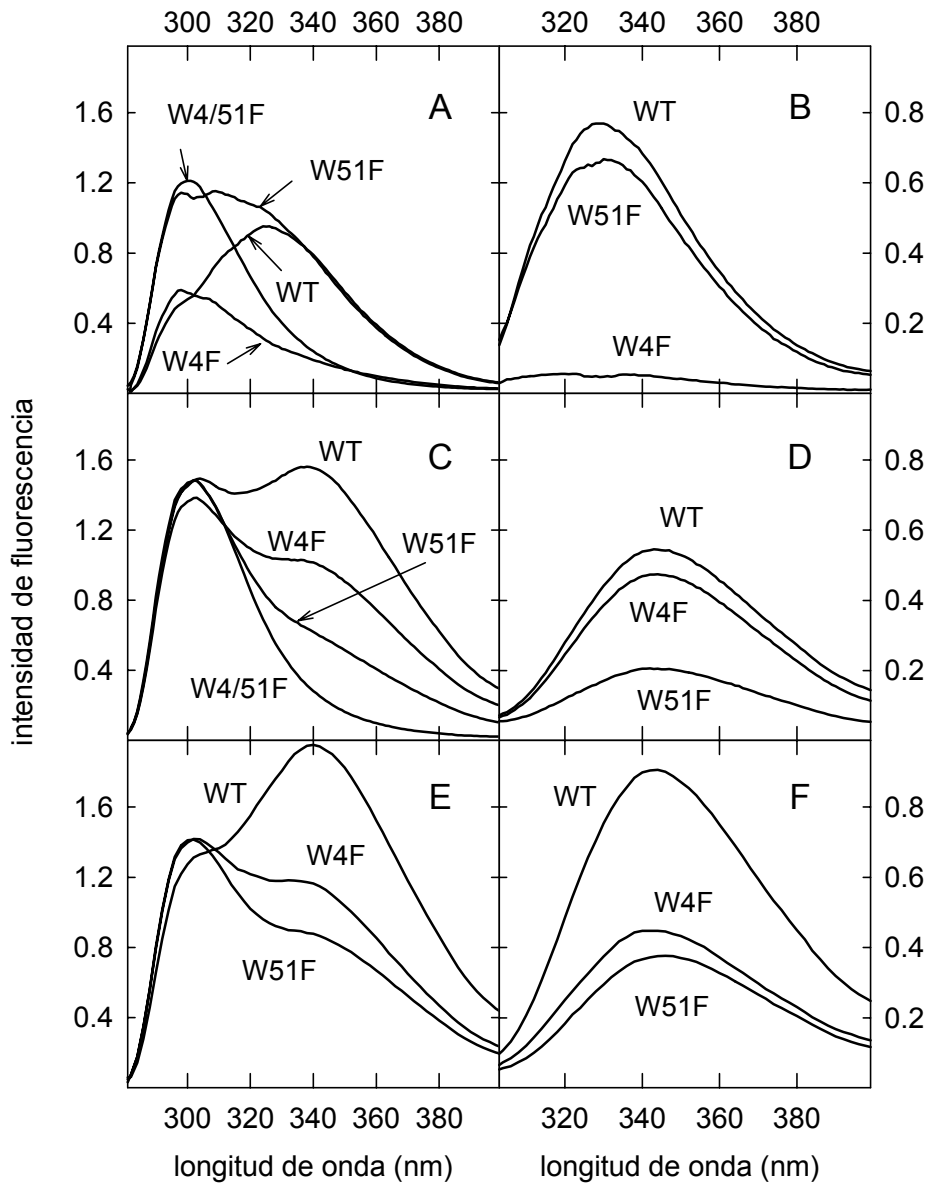 300 320 340 360 380 320 340 360 380
1.6 W4/51F A B WT 0.8
W51F
1.2 W51F 0.6
0.8 WT 0.4
0.4 W4F W4F 0.2
intensidad de fluorescencia
1.6 C WT D 0.8
1.2 W4F W51F WT 0.6
0.8 W4F 0.4
0.4 W4/51F W51F 0.2
1.6 WT E WT F 0.8
1.2 W4F W4F 0.6
0.8 W51F 0.4
0.4 W51F 0.2
300 320 340 360 380 320 340 360 380
longitud de onda (nm) longitud de onda (nm)